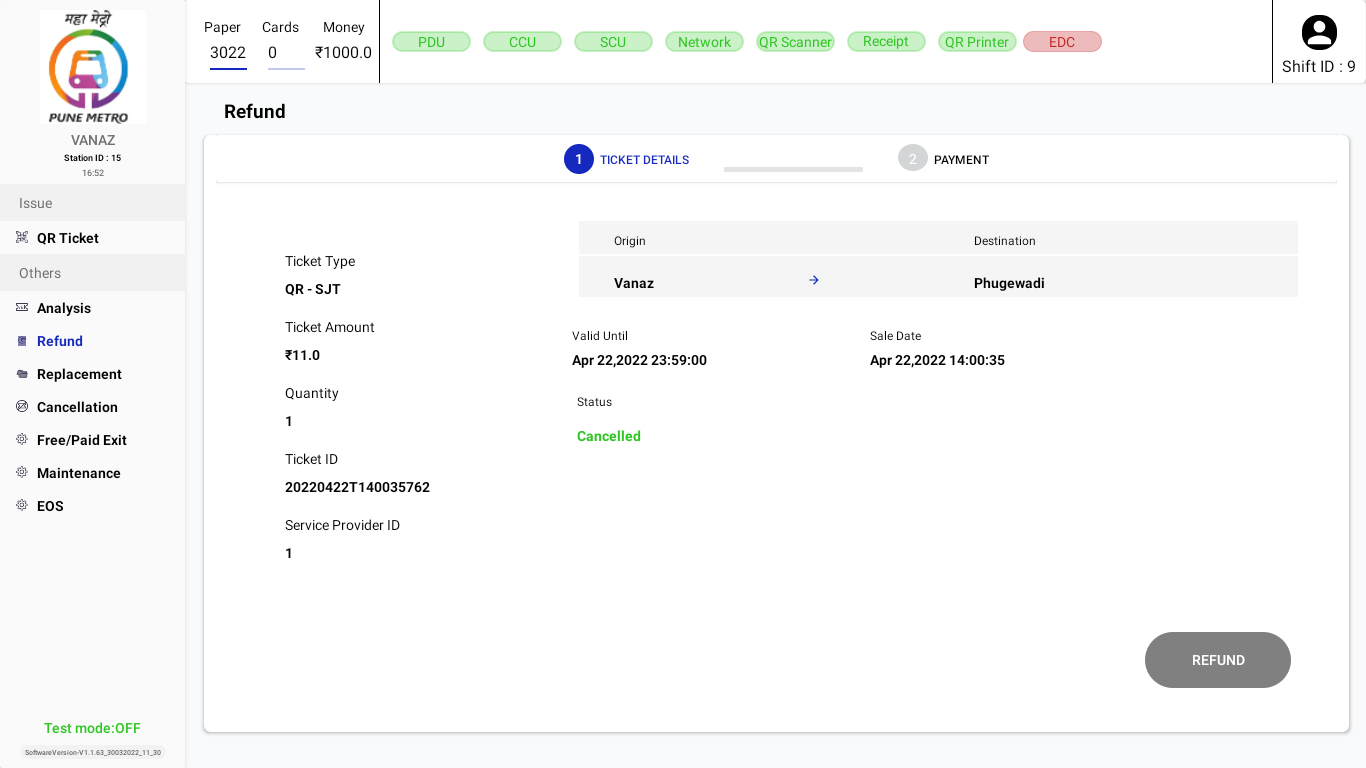 महा मेट्रो
PUNE METRO
VANAZ
Station ID : 15
16:52
Issue
QR Ticket
Others
Analysis
Refund
Replacement
Cancellation
Free/Paid Exit
Maintenance
EOS
Test mode:OFF
SoftwareVersion-V1.1.63_30032022_11_30
Paper Cards Money
3022 0 ₹1000.0
PDU CCU SCU Network QR Scanner Receipt QR Printer EDC
Shift ID : 9
Refund
1 TICKET DETAILS 2 PAYMENT
Ticket Type
QR - SJT
Ticket Amount
₹11.0
Quantity
1
Ticket ID
20220422T140035762
Service Provider ID
1
Origin Destination
Vanaz Phugewadi
Valid Until Sale Date
Apr 22,2022 23:59:00 Apr 22,2022 14:00:35
Status
Cancelled
REFUND